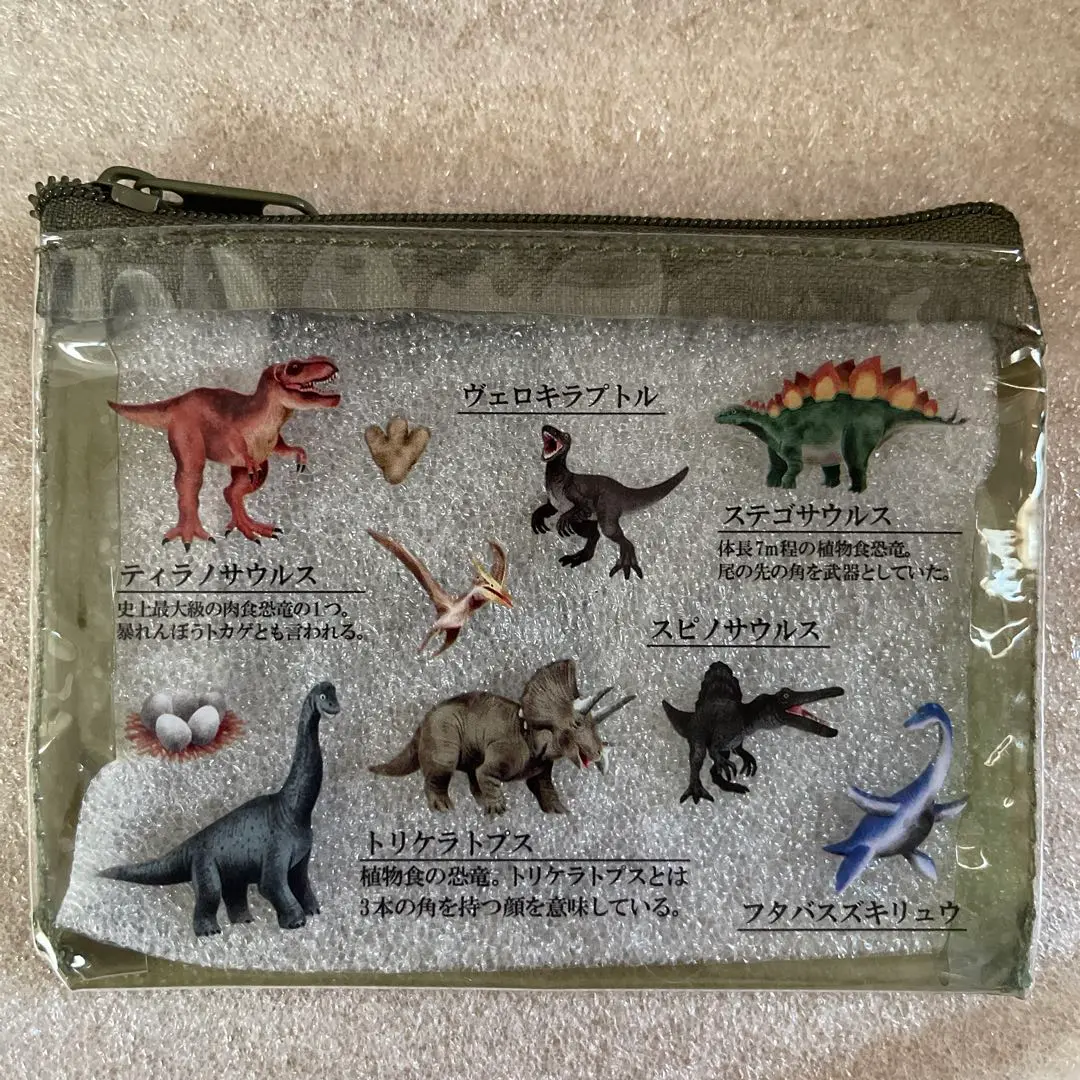 ヴェロキラプトル
ステゴサウルス
体長7m程の植物食恐竜。
尾の先の角を武器としていた。
ティラノサウルス
史上最大級の肉食恐竜の1つ。
暴れんぼうトカゲとも言われる。
スピノサウルス
トリケラトプス
植物食の恐竜。トリケラトプスとは
3本の角を持つ顔を意味している。
フタバスズキリュウ